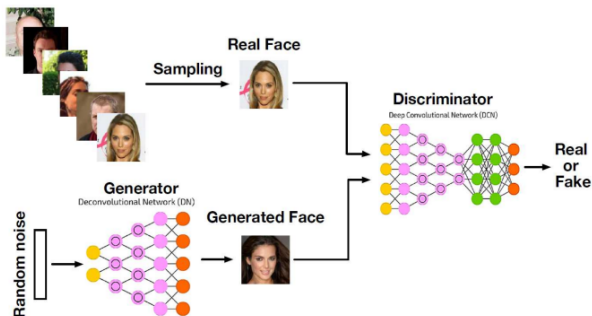 Real Face
Sampling
Discriminator
Deep Convolutional Network (DCN)
Real
or
Fake
Generator
Deconvolutional Network (DN)
Generated Face
Random noise